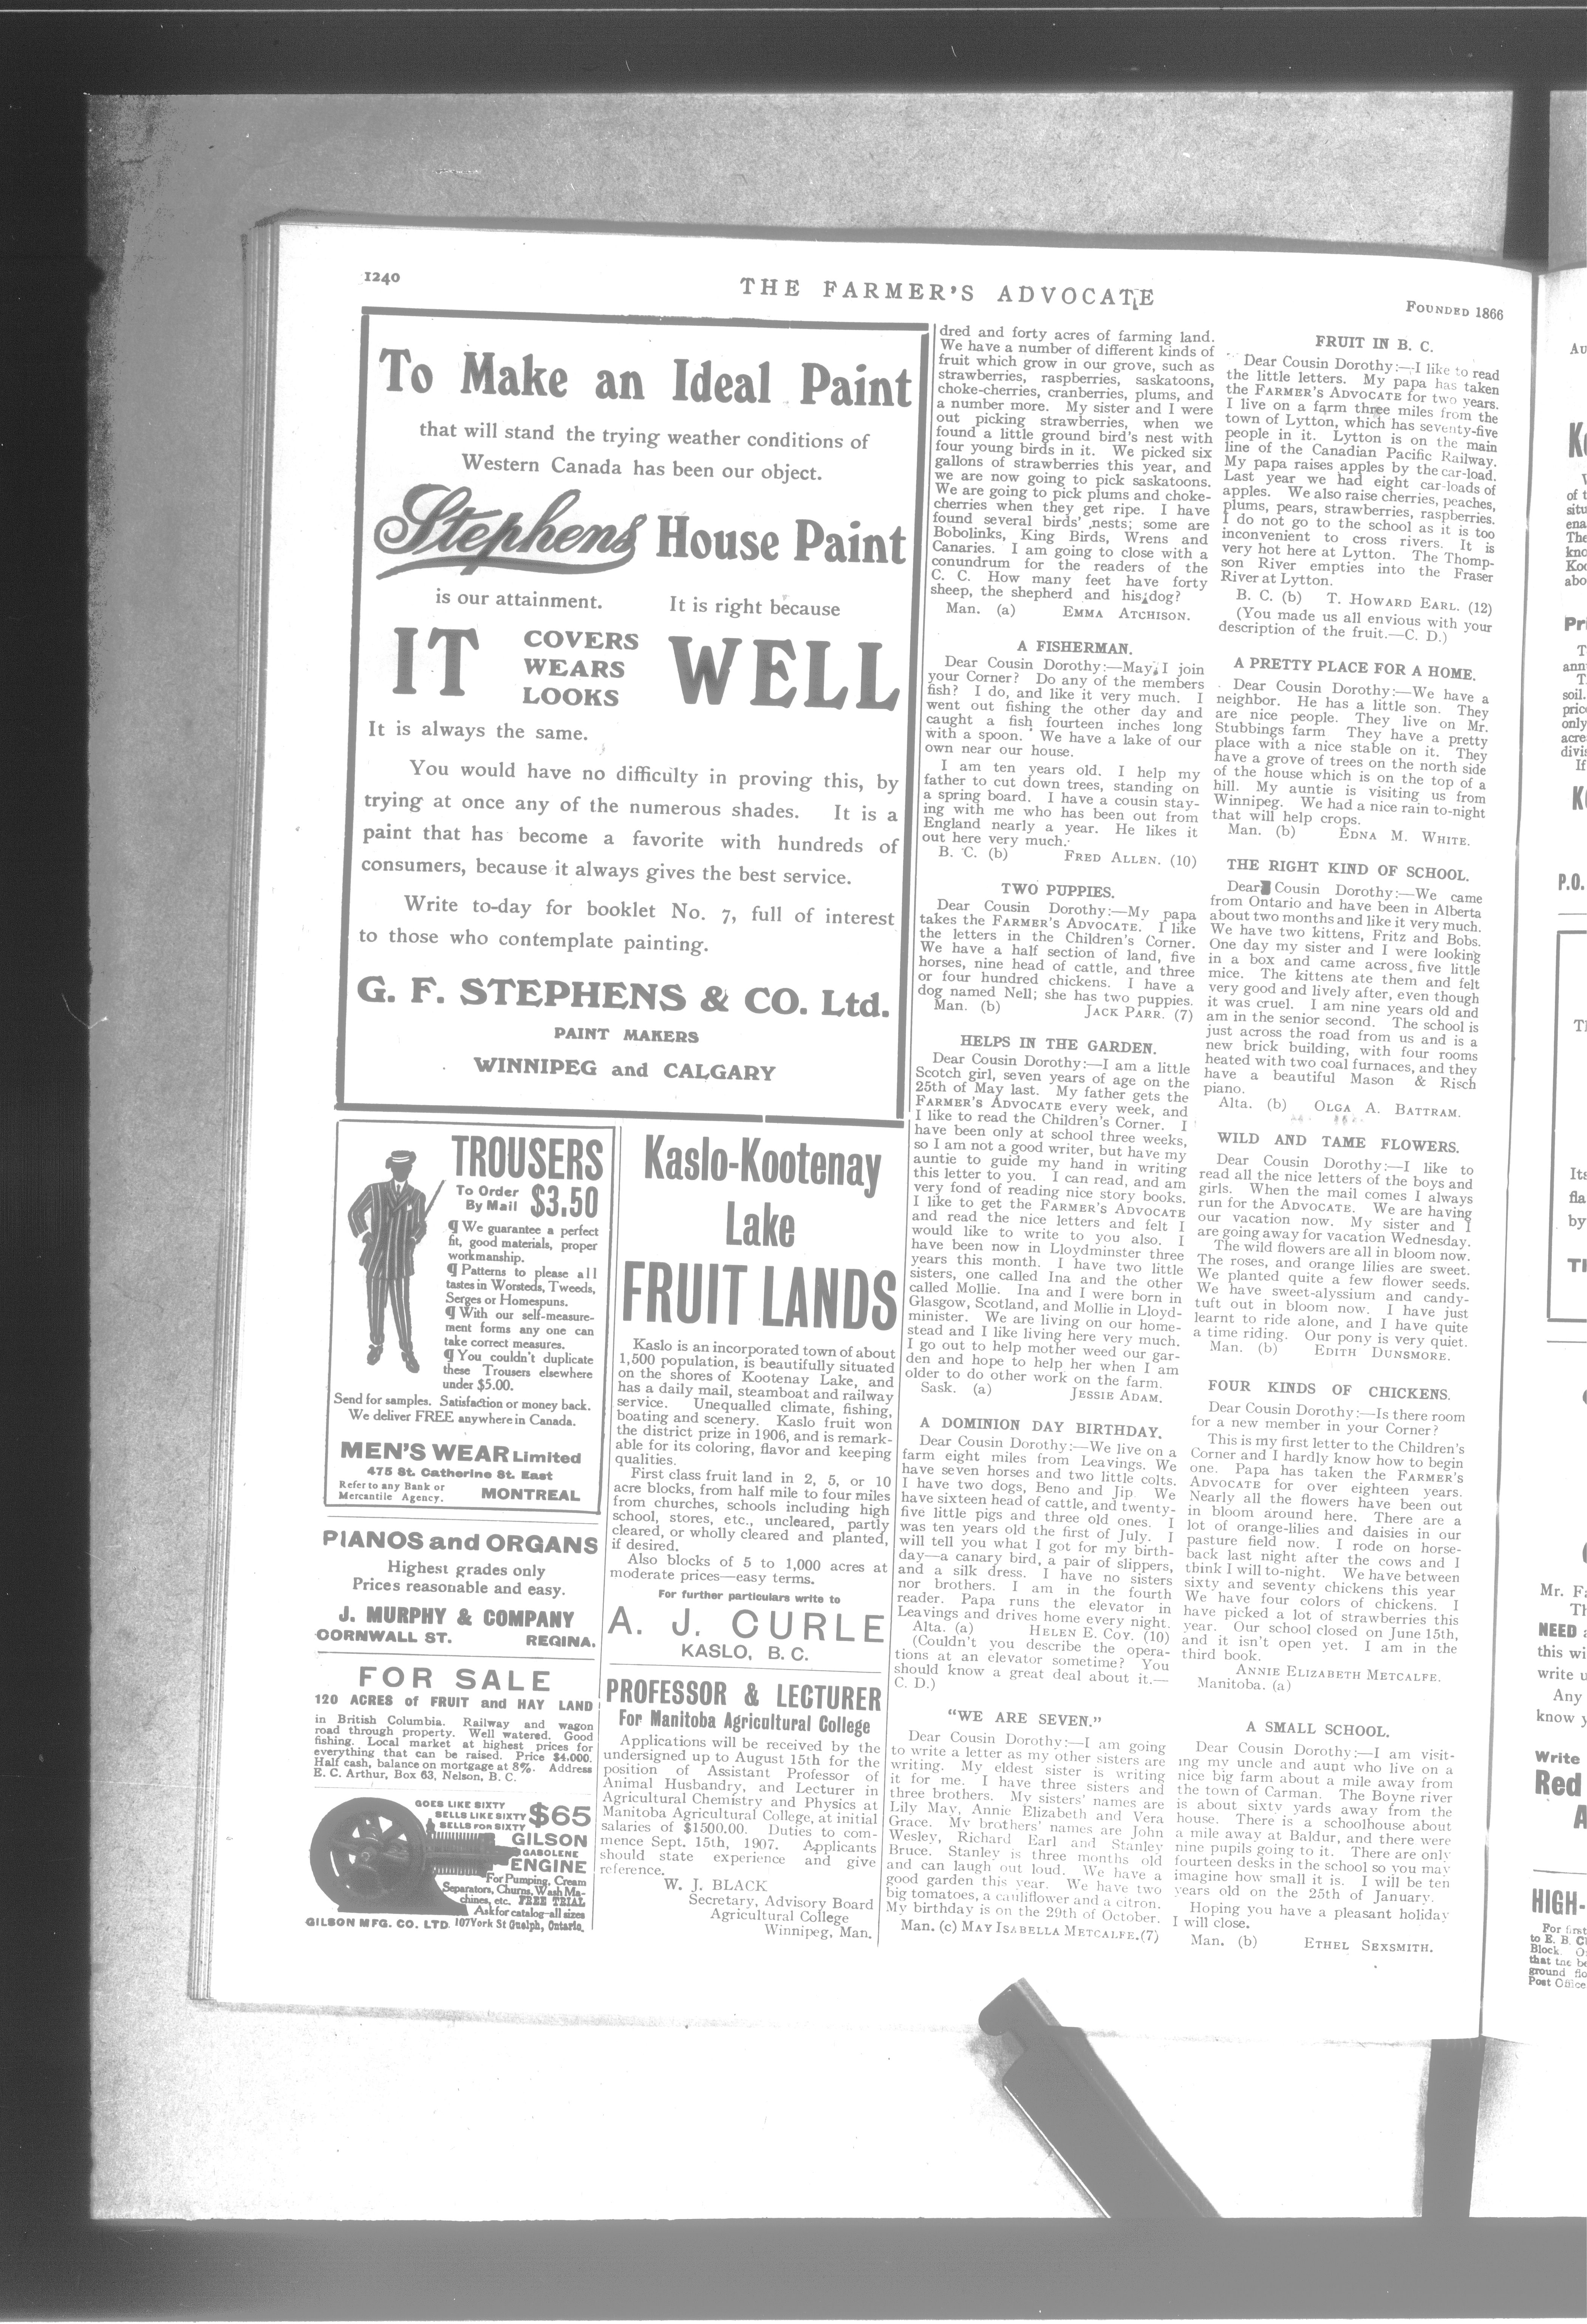 1240
THE FARMER'S ADVOCATE
FOUNDED 1866
To Make an Ideal Paint
that will stand the trying weather conditions of
Western Canada has been our object.
Stephens House Paint
is our attainment. It is right because
IT COVERS WEARS LOOKS WELL
It is always the same.
You would have no difficulty in proving this, by
trying at once any of the numerous shades. It is a
paint that has become a favorite with hundreds of
consumers, because it always gives the best service.
Write to-day for booklet No. 7, full of interest
to those who contemplate painting.
G. F. STEPHENS & CO. Ltd.
PAINT MAKERS
WINNIPEG and CALGARY
TROUSERS
To Order
By Mail $3.50
¶ We guarantee a perfect
fit, good materials, proper
workmanship.
¶ Patterns to please all
tastes in Worsteds, Tweeds,
Serges or Homespuns.
¶ With our self-measure-
ment forms any one can
take correct measures.
¶ You couldn't duplicate
these Trousers elsewhere
under $5.00.
Send for samples. Satisfaction or money back.
We deliver FREE anywhere in Canada.
MEN'S WEAR Limited
475 St. Catherine St. East
Refer to any Bank or
Mercantile Agency. MONTREAL
PIANOS and ORGANS
Highest grades only
Prices reasonable and easy.
J. MURPHY & COMPANY
CORNWALL ST. REGINA.
FOR SALE
120 ACRES of FRUIT and HAY LAND
in British Columbia. Railway and wagon
road through property. Well watered. Good
fishing. Local market at highest prices for
everything that can be raised. Price $4.000.
Half cash, balance on mortgage at 8%. Address
E. C. Arthur, Box 63, Nelson, B. C.
GOES LIKE SIXTY
SELLS LIKE SIXTY
SELLS FOR SIXTY $65
GILSON
GASOLENE
ENGINE
For Pumping, Cream
Separators, Churns, Wash Ma-
chines, etc. FREE TRIAL
Ask for catalog—all sizes
GILSON MFG. CO. LTD. 107 York St Guelph, Ontario.
Kaslo-Kootenay
Lake
FRUIT LANDS
Kaslo is an incorporated town of about
1,500 population, is beautifully situated
on the shores of Kootenay Lake, and
has a daily mail, steamboat and railway
service. Unequalled climate, fishing,
boating and scenery. Kaslo fruit won
the district prize in 1906, and is remark-
able for its coloring, flavor and keeping
qualities.
First class fruit land in 2, 5, or 10
acre blocks, from half mile to four miles
from churches, schools including high
school, stores, etc., uncleared, partly
cleared, or wholly cleared and planted,
if desired.
Also blocks of 5 to 1,000 acres at
moderate prices—easy terms.
For further particulars write to
A. J. CURLE
KASLO, B. C.
PROFESSOR & LECTURER
For Manitoba Agricultural College
Applications will be received by the
undersigned up to August 15th for the
position of Assistant Professor of
Animal Husbandry, and Lecturer in
Agricultural Chemistry and Physics at
Manitoba Agricultural College, at initial
salaries of $1500.00. Duties to com-
mence Sept. 15th, 1907. Applicants
should state experience and give
reference.
W. J. BLACK
Secretary, Advisory Board
Agricultural College
Winnipeg, Man.
dred and forty acres of farming land.
We have a number of different kinds of
fruit which grow in our grove, such as
strawberries, raspberries, saskatoons,
choke-cherries, cranberries, plums, and
a number more. My sister and I were
out picking strawberries, when we
found a little ground bird's nest with
four young birds in it. We picked six
gallons of strawberries this year, and
we are now going to pick saskatoons.
We are going to pick plums and choke-
cherries when they get ripe. I have
found several birds' nests; some are
Bobolinks, King Birds, Wrens and
Canaries. I am going to close with a
conundrum for the readers of the
C. C. How many feet have forty
sheep, the shepherd and his dog?
Man. (a) EMMA ATCHISON.
A FISHERMAN.
Dear Cousin Dorothy:—May I join
your Corner? Do any of the members
fish? I do, and like it very much. I
went out fishing the other day and
caught a fish fourteen inches long
with a spoon. We have a lake of our
own near our house.
I am ten years old. I help my
father to cut down trees, standing on
a spring board. I have a cousin stay-
ing with me who has been out from
England nearly a year. He likes it
out here very much.
B. C. (b) FRED ALLEN. (10)
TWO PUPPIES.
Dear Cousin Dorothy:—My papa
takes the FARMER'S ADVOCATE. I like
the letters in the Children's Corner.
We have a half section of land, five
horses, nine head of cattle, and three
or four hundred chickens. I have a
dog named Nell; she has two puppies.
Man. (b) JACK PARR. (7)
HELPS IN THE GARDEN.
Dear Cousin Dorothy:—I am a little
Scotch girl, seven years of age on the
25th of May last. My father gets the
FARMER'S ADVOCATE every week, and
I like to read the Children's Corner. I
have been only at school three weeks,
so I am not a good writer, but have my
auntie to guide my hand in writing
this letter to you. I can read, and am
very fond of reading nice story books.
I like to get the FARMER'S ADVOCATE
and read the nice letters and felt I
would like to write to you also. I
have been now in Lloydminster three
years this month. I have two little
sisters, one called Ina and the other
called Mollie. Ina and I were born in
Glasgow, Scotland, and Mollie in Lloyd-
minister. We are living on our home-
stead and I like living here very much.
I go out to help mother weed our gar-
den and hope to help her when I am
older to do other work on the farm.
Sask. (a) JESSIE ADAM.
A DOMINION DAY BIRTHDAY.
Dear Cousin Dorothy:—We live on a
farm eight miles from Leavings. We
have seven horses and two little colts.
I have two dogs, Beno and Jip. We
have sixteen head of cattle, and twenty-
five little pigs and three old ones. I
was ten years old the first of July. I
will tell you what I got for my birth-
day—a canary bird, a pair of slippers,
and a silk dress. I have no sisters
nor brothers. I am in the fourth
reader. Papa runs the elevator in
Leavings and drives home every night.
Alta. (a) HELEN E. COY. (10)
(Couldn't you describe the opera-
tions at an elevator sometime? You
should know a great deal about it.—
C. D.)
"WE ARE SEVEN."
Dear Cousin Dorothy:—I am going
to write a letter as my other sisters are
writing. My eldest sister is writing
it for me. I have three sisters and
three brothers. My sisters' names are
Lily May, Annie Elizabeth and Vera
Grace. My brothers' names are John
Wesley, Richard Earl and Stanley
Bruce. Stanley is three months old
and can laugh out loud. We have a
good garden this year. We have two
big tomatoes, a cauliflower and a citron.
My birthday is on the 29th of October.
Man. (c) MAY ISABELLA METCALFE. (7)
FRUIT IN B. C.
Dear Cousin Dorothy:—I like to read
the little letters. My papa has taken
the FARMER'S ADVOCATE for two years.
I live on a farm three miles from the
town of Lytton, which has seventy-five
people in it. Lytton is on the main
line of the Canadian Pacific Railway.
My papa raises apples by the car-load.
Last year we had eight car-loads of
apples. We also raise cherries, peaches,
plums, pears, strawberries, raspberries.
I do not go to the school as it is too
inconvenient to cross rivers. It is
very hot here at Lytton. The Thomp-
son River empties into the Fraser
River at Lytton.
B. C. (b) T. HOWARD EARL. (12)
(You made us all envious with your
description of the fruit.—C. D.)
A PRETTY PLACE FOR A HOME.
Dear Cousin Dorothy:—We have a
neighbor. He has a little son. They
are nice people. They live on Mr.
Stubbings farm They have a pretty
place with a nice stable on it. They
have a grove of trees on the north side
of the house which is on the top of a
hill. My auntie is visiting us from
Winnipeg. We had a nice rain to-night
that will help crops.
Man. (b) EDNA M. WHITE.
THE RIGHT KIND OF SCHOOL.
Dear Cousin Dorothy:—We came
from Ontario and have been in Alberta
about two months and like it very much.
We have two kittens, Fritz and Bobs.
One day my sister and I were looking
in a box and came across five little
mice. The kittens ate them and felt
very good and lively after, even though
it was cruel. I am nine years old and
am in the senior second. The school is
just across the road from us and is a
new brick building, with four rooms
heated with two coal furnaces, and they
have a beautiful Mason & Risch
piano.
Alta. (b) OLGA A. BATTRAM.
WILD AND TAME FLOWERS.
Dear Cousin Dorothy:—I like to
read all the nice letters of the boys and
girls. When the mail comes I always
run for the ADVOCATE. We are having
our vacation now. My sister and I
are going away for vacation Wednesday.
The wild flowers are all in bloom now.
The roses, and orange lilies are sweet.
We planted quite a few flower seeds.
We have sweet-alyssium and candy-
tuft out in bloom now. I have just
learnt to ride alone, and I have quite
a time riding. Our pony is very quiet.
Man. (b) EDITH DUNSMORE.
FOUR KINDS OF CHICKENS.
Dear Cousin Dorothy:—Is there room
for a new member in your Corner?
This is my first letter to the Children's
Corner and I hardly know how to begin
one. Papa has taken the FARMER'S
ADVOCATE for over eighteen years.
Nearly all the flowers have been out
in bloom around here. There are a
lot of orange-lilies and daisies in our
pasture field now. I rode on horse-
back last night after the cows and I
think I will to-night. We have between
sixty and seventy chickens this year
We have four colors of chickens. I
have picked a lot of strawberries this
year. Our school closed on June 15th,
and it isn't open yet. I am in the
third book.
ANNIE ELIZABETH METCALFE.
Manitoba. (a)
A SMALL SCHOOL.
Dear Cousin Dorothy:—I am visit-
ing my uncle and aunt who live on a
nice big farm about a mile away from
the town of Carman. The Boyne river
is about sixty yards away from the
house. There is a schoolhouse about
a mile away at Baldur, and there were
nine pupils going to it. There are only
fourteen desks in the school so you may
imagine how small it is. I will be ten
years old on the 25th of January.
Hoping you have a pleasant holiday
I will close.
Man. (b) ETHEL SEXSMITH.
P.O.
Mr.
NEED
this wi
write u
Any
know y
Write
Red
HIGH-
For first
to E. B.
Block.
that the
ground flo
Post Office